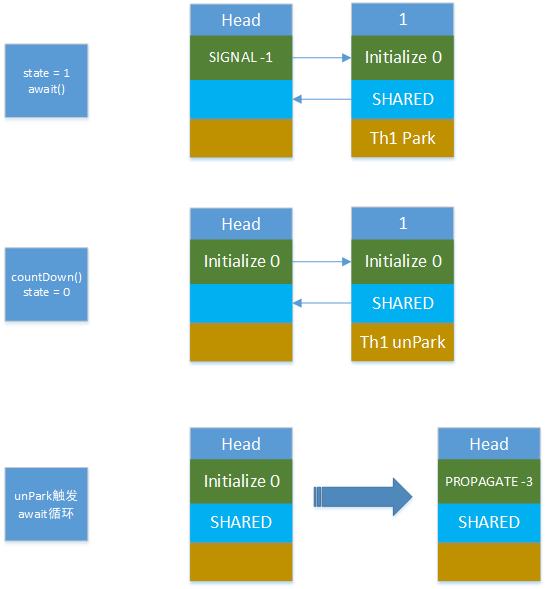 Head
1
state = 1
await()
SIGNAL -1
Initialize 0
SHARED
Th1 Park
Head
1
countDown()
state = 0
Initialize 0
Initialize 0
SHARED
Th1 unPark
Head
Head
unPark触发
await循环
Initialize 0
PROPAGATE -3
SHARED
SHARED